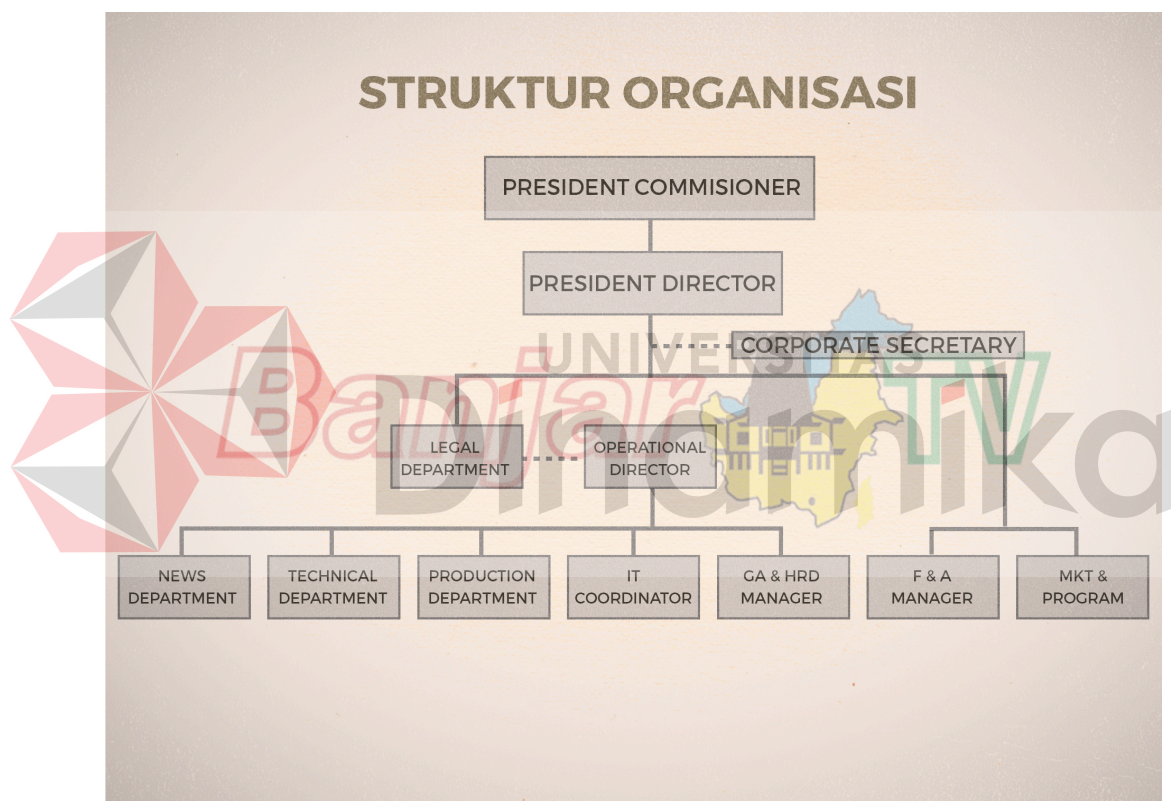 STRUKTUR ORGANISASI
PRESIDENT COMMISIONER
PRESIDENT DIRECTOR
CORPORATE SECRETARY
UNIVERSITAS
Dinamika
Banjar TV
LEGAL
DEPARTMENT
OPERATIONAL
DIRECTOR
NEWS
DEPARTMENT
TECHNICAL
DEPARTMENT
PRODUCTION
DEPARTMENT
IT
COORDINATOR
GA & HRD
MANAGER
F & A
MANAGER
MKT &
PROGRAM